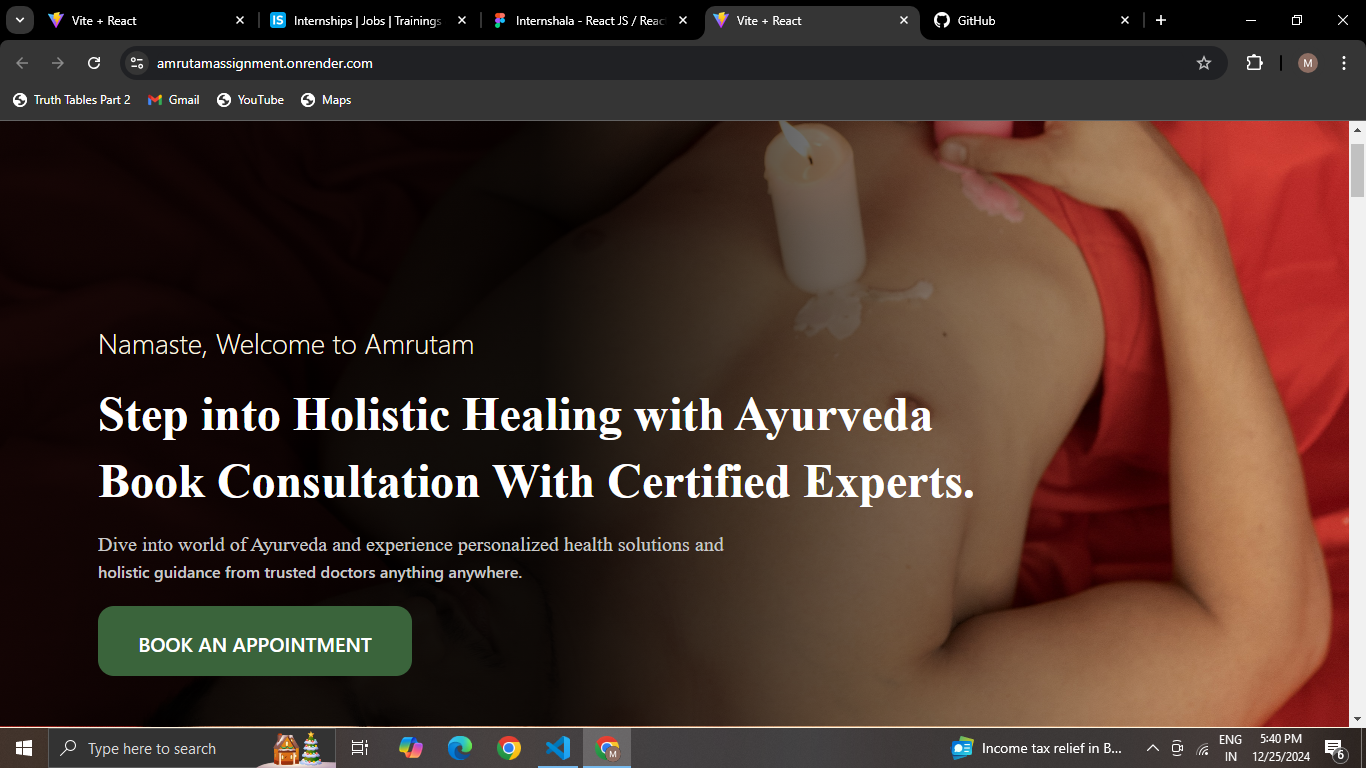 Vite + React
Internships | Jobs | Trainings
Internshala - React JS / Reac
Vite + React
GitHub
amrutamassignment.onrender.com
M
Truth Tables Part 2
Gmail
YouTube
Maps
Namaste, Welcome to Amrutam
Step into Holistic Healing with Ayurveda
Book Consultation With Certified Experts.
Dive into world of Ayurveda and experience personalized health solutions and
holistic guidance from trusted doctors anything anywhere.
BOOK AN APPOINTMENT
Type here to search
M
Income tax relief in B...
ENG
IN
5:40 PM
12/25/2024
6